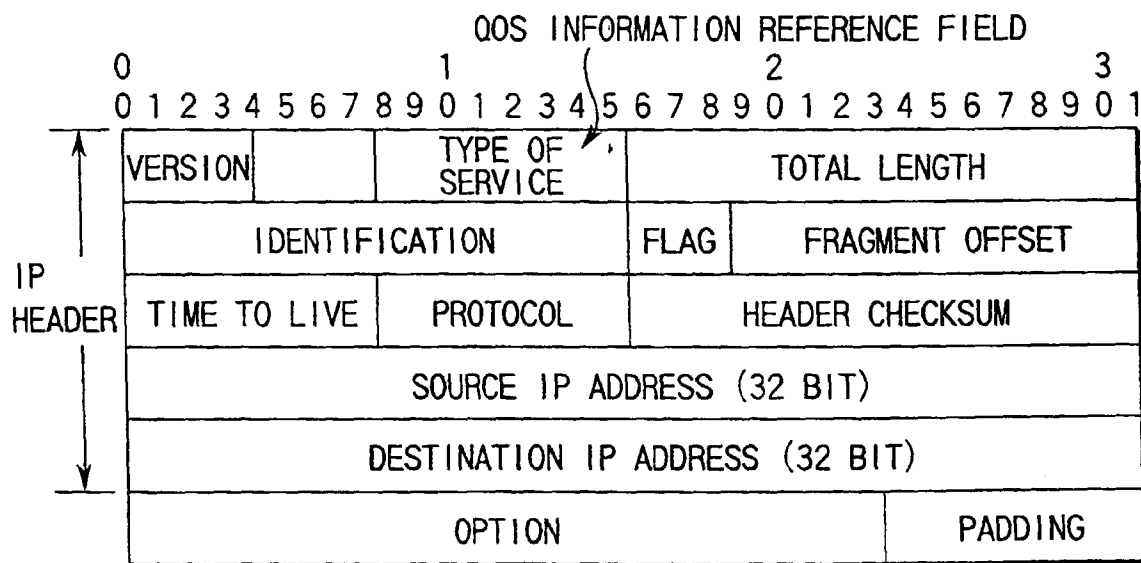 QOS INFORMATION REFERENCE FIELD
0 1 2 3
0 1 2 3 4 5 6 7 8 9 0 1 2 3 4 5 6 7 8 9 0 1 2 3 4 5 6 7 8 9 0 1
VERSION TYPE OF TOTAL LENGTH
SERVICE
IDENTIFICATION FLAG FRAGMENT OFFSET
IP
HEADER
TIME TO LIVE PROTOCOL HEADER CHECKSUM
SOURCE IP ADDRESS (32 BIT)
DESTINATION IP ADDRESS (32 BIT)
OPTION PADDING